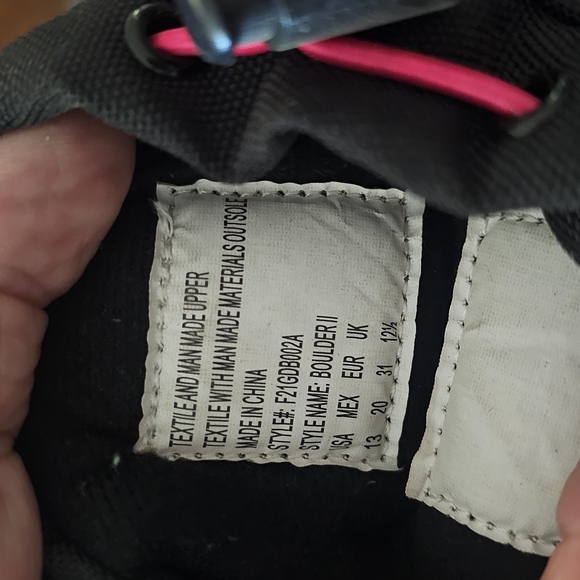 TEXTILE AND MAN MADE UPPER
TEXTILE WITH MAN MADE MATERIALS OUTSOLE
MADE IN CHINA
STYLE#: F21GDB002A
STYLE NAME: BOULDER II
USA MEX EUR UK
13 20 31 12½